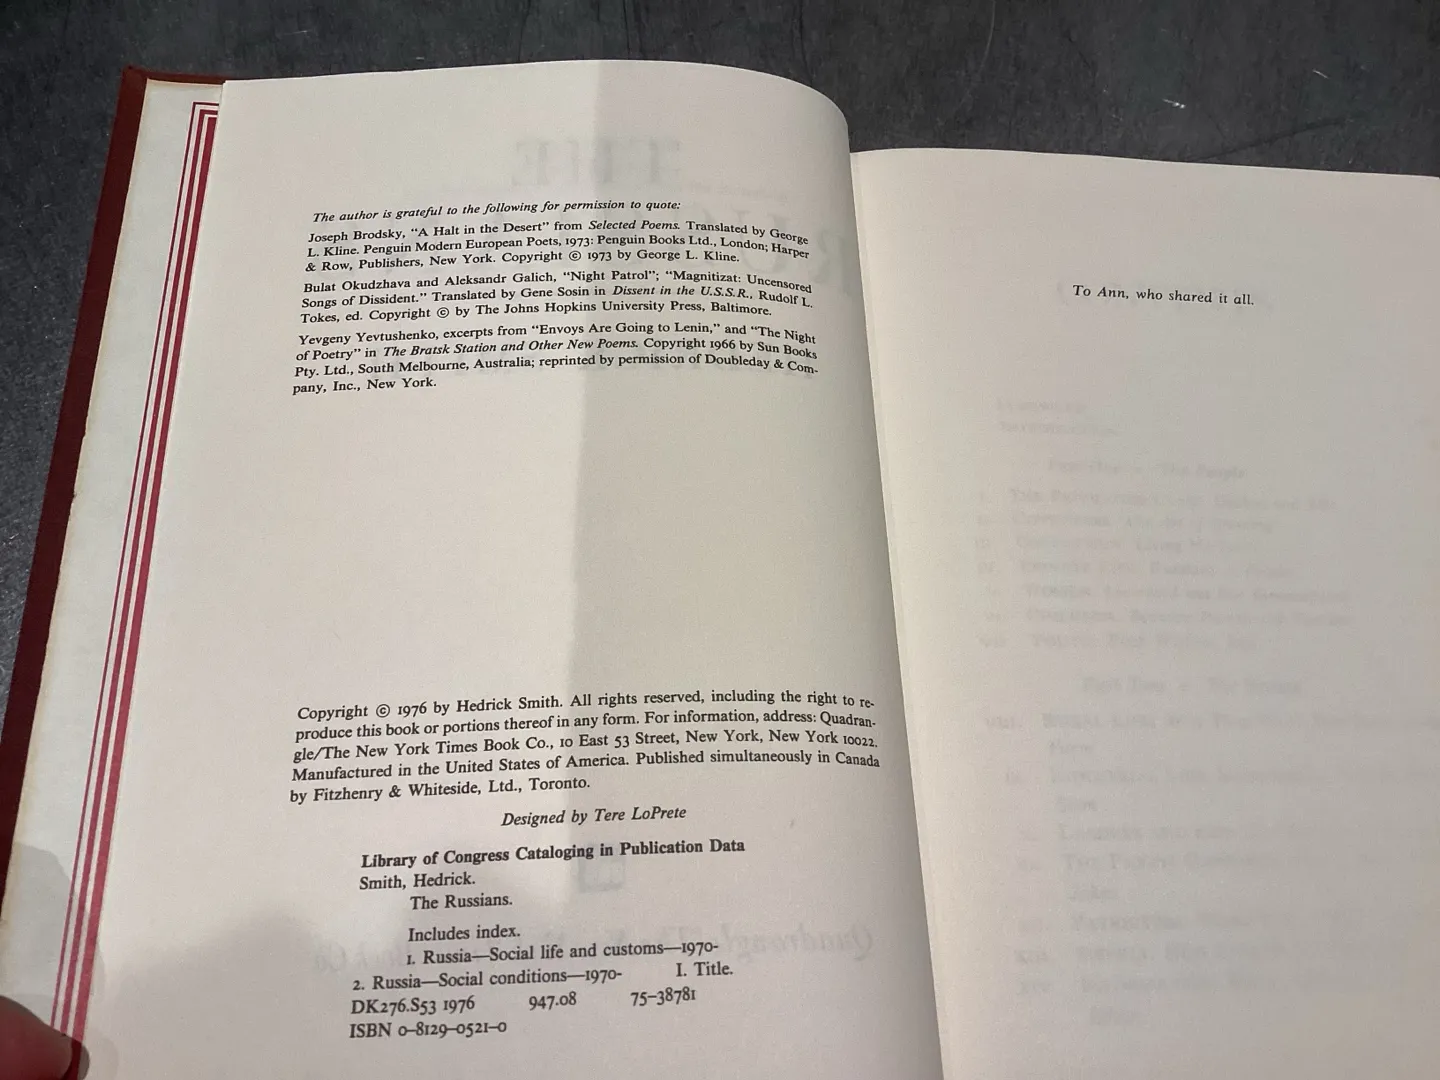 The author is grateful to the following for permission to quote:
Joseph Brodsky, “A Halt in the Desert” from Selected Poems. Translated by George
L. Kline. Penguin Modern European Poets, 1973: Penguin Books Ltd., London; Harper
& Row, Publishers, New York. Copyright © 1973 by George L. Kline.
Bulat Okudzhava and Aleksandr Galich, “Night Patrol”; “Magnitizat: Uncensored
Songs of Dissident.” Translated by Gene Sosin in Dissent in the U.S.S.R., Rudolf L.
Tokes, ed. Copyright © by The Johns Hopkins University Press, Baltimore.
Yevgeny Yevtushenko, excerpts from “Envoys Are Going to Lenin,” and “The Night
of Poetry” in The Bratsk Station and Other New Poems. Copyright 1966 by Sun Books
Pty. Ltd., South Melbourne, Australia; reprinted by permission of Doubleday & Com-
pany, Inc., New York.
Copyright © 1976 by Hedrick Smith. All rights reserved, including the right to re-
produce this book or portions thereof in any form. For information, address: Quadran-
gle/The New York Times Book Co., 10 East 53 Street, New York, New York 10022.
Manufactured in the United States of America. Published simultaneously in Canada
by Fitzhenry & Whiteside, Ltd., Toronto.
Designed by Tere LoPrete
Library of Congress Cataloging in Publication Data
Smith, Hedrick.
The Russians.
Includes index.
1. Russia—Social life and customs—1970-
2. Russia—Social conditions—1970- I. Title.
DK276.S53 1976 947.08 75-38781
ISBN 0-8129-0521-0
To Ann, who shared it all.